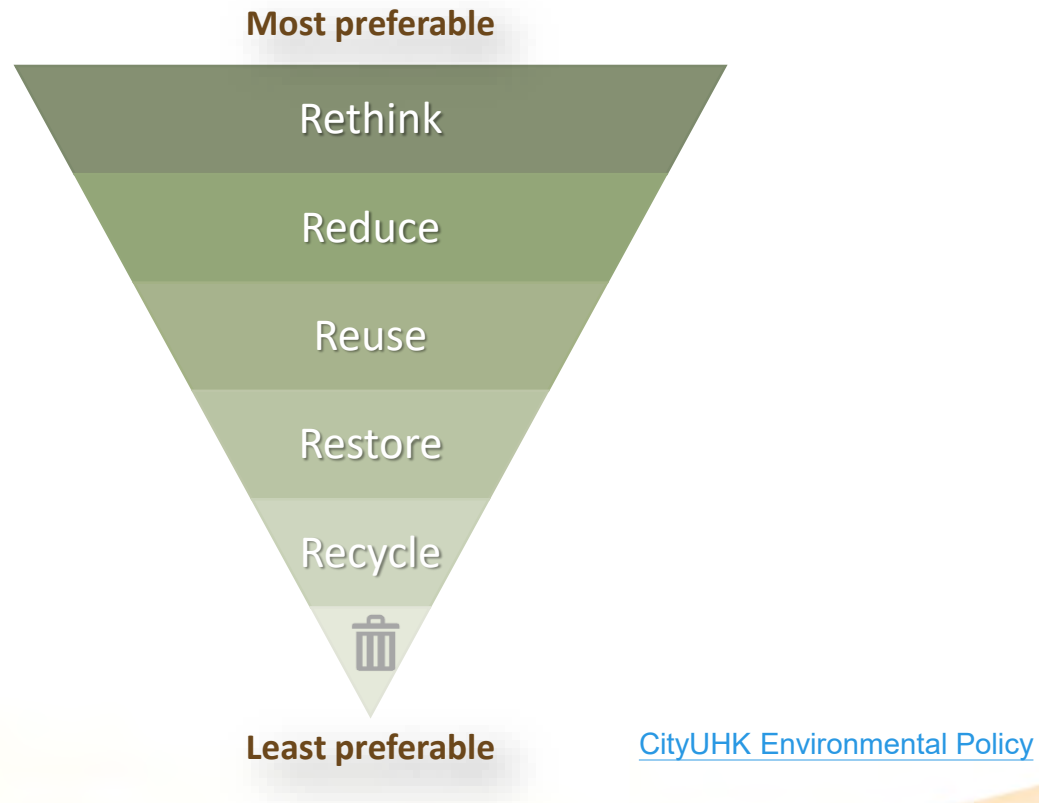 Most preferable
Rethink
Reduce
Reuse
Restore
Recycle
Least preferable
CityUHK Environmental Policy